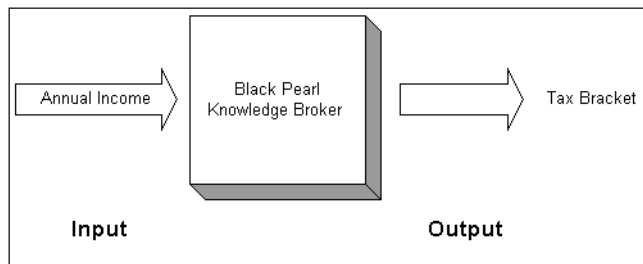 Annual Income
Black Pearl
Knowledge Broker
Tax Bracket
Input
Output